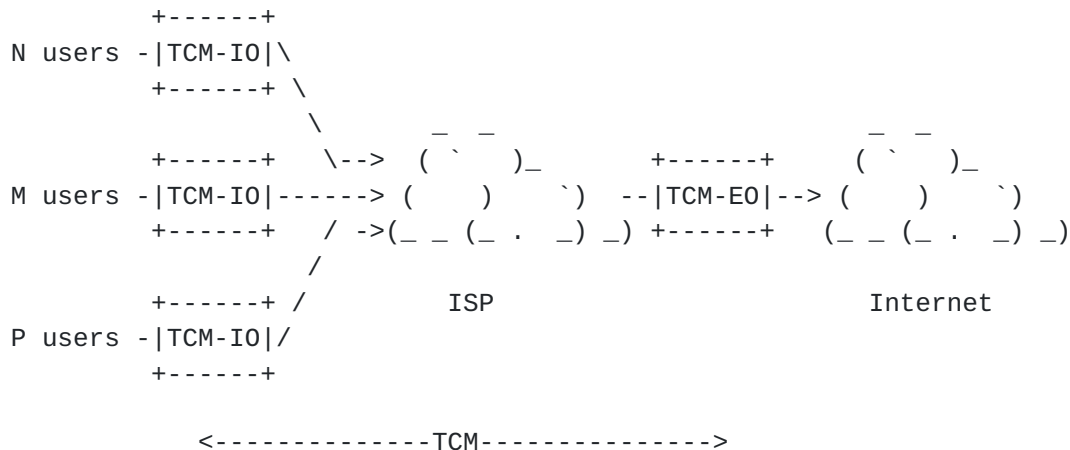 +------+
N users -|TCM-IO|\
         +------+ \
                   \       _   _                            _   _
         +------+   \-->  ( `    )_        +------+     ( `    )_
M users -|TCM-IO|------> (     )     `)  --|TCM-EO|--> (     )     `)
         +------+   / ->(_ _ (_ .  _) _) +------+   (_ _ (_ .  _) _)
                   /
         +------+ /         ISP                        Internet
P users -|TCM-IO|/
         +------+

            <--------------TCM--------------->